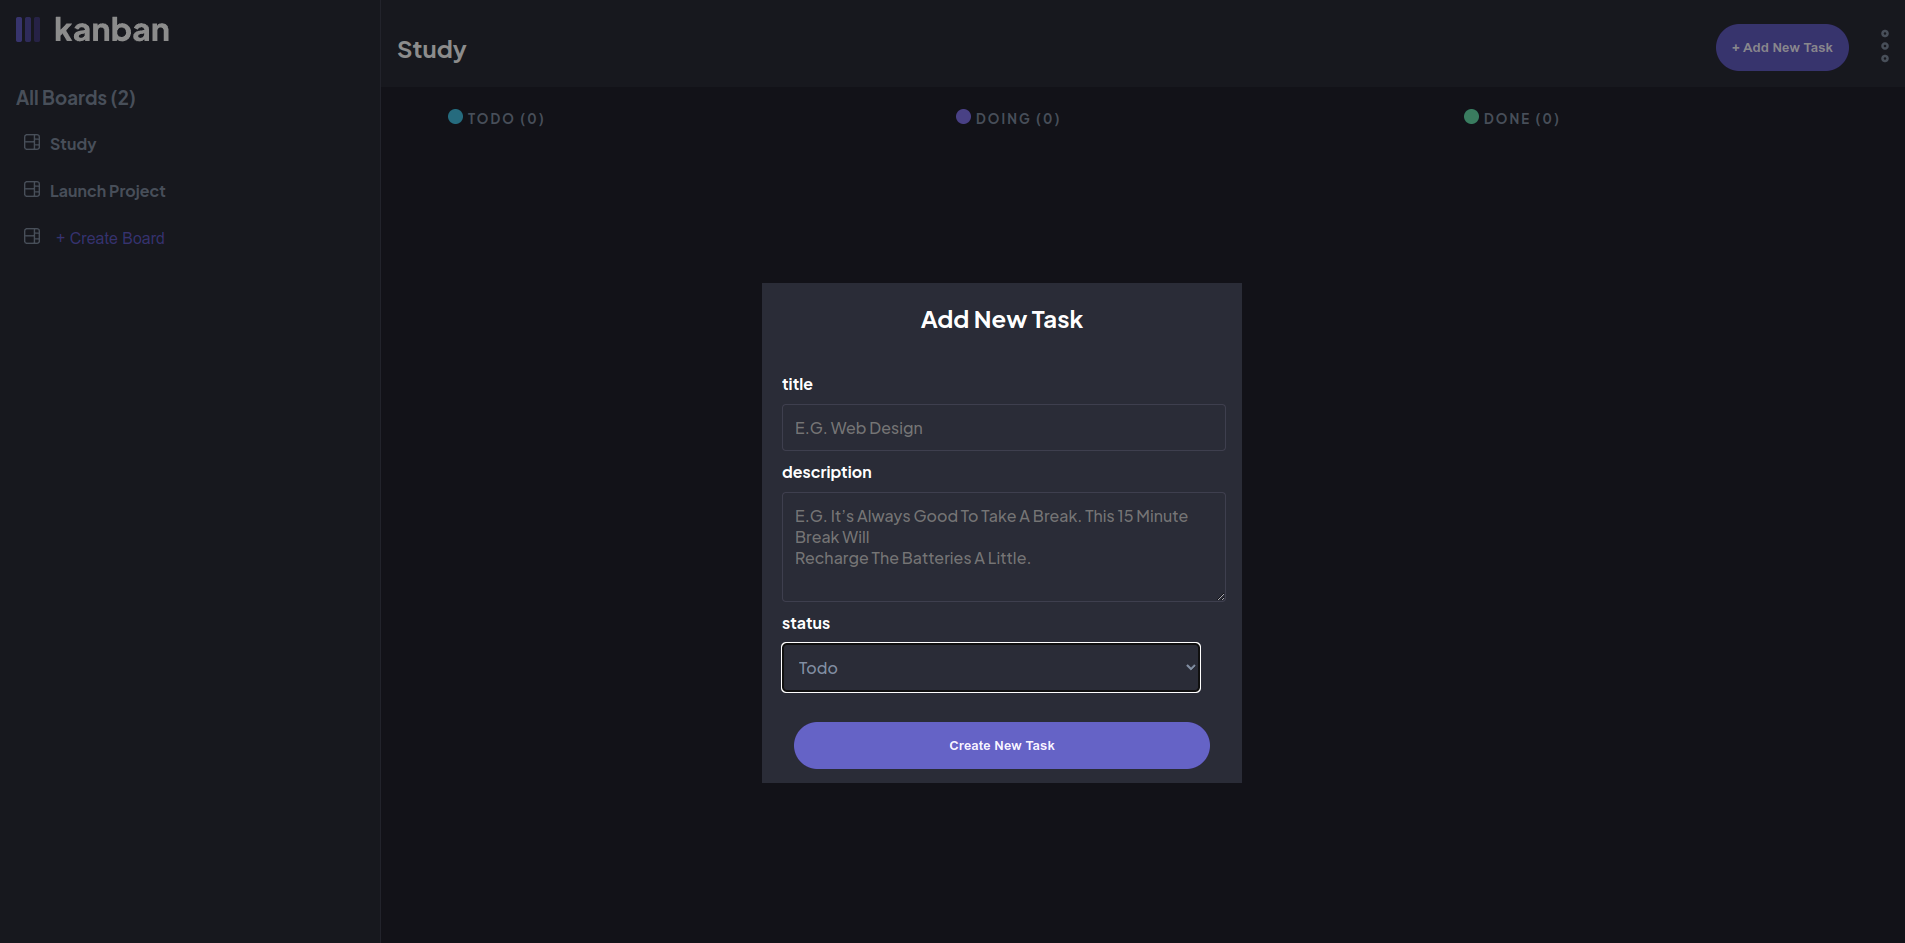 kanban
All Boards (2)
Study
Launch Project
+ Create Board
Study
+ Add New Task
TODO (0)
DOING (0)
DONE (0)
Add New Task
title
E.G. Web Design
description
E.G. It's Always Good To Take A Break. This 15 Minute
Break Will
Recharge The Batteries A Little.
status
Todo
Create New Task